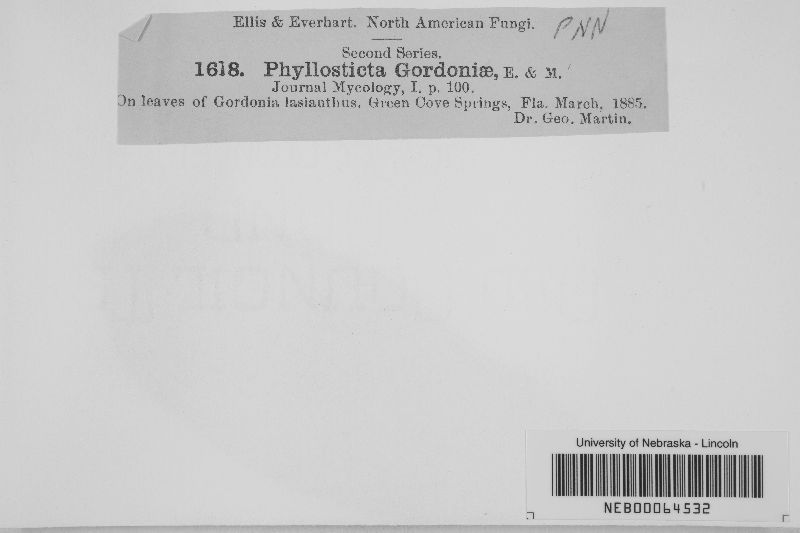 Ellis & Everhart. North American Fungi. PNN
Second Series.
1618. Phyllosticta Gordoniæ, E. & M.
Journal Mycology, I. p. 100.
On leaves of Gordonia lasianthus. Green Cove Springs, Fla. March, 1885.
Dr. Geo. Martin.
University of Nebraska - Lincoln
NEB00064532